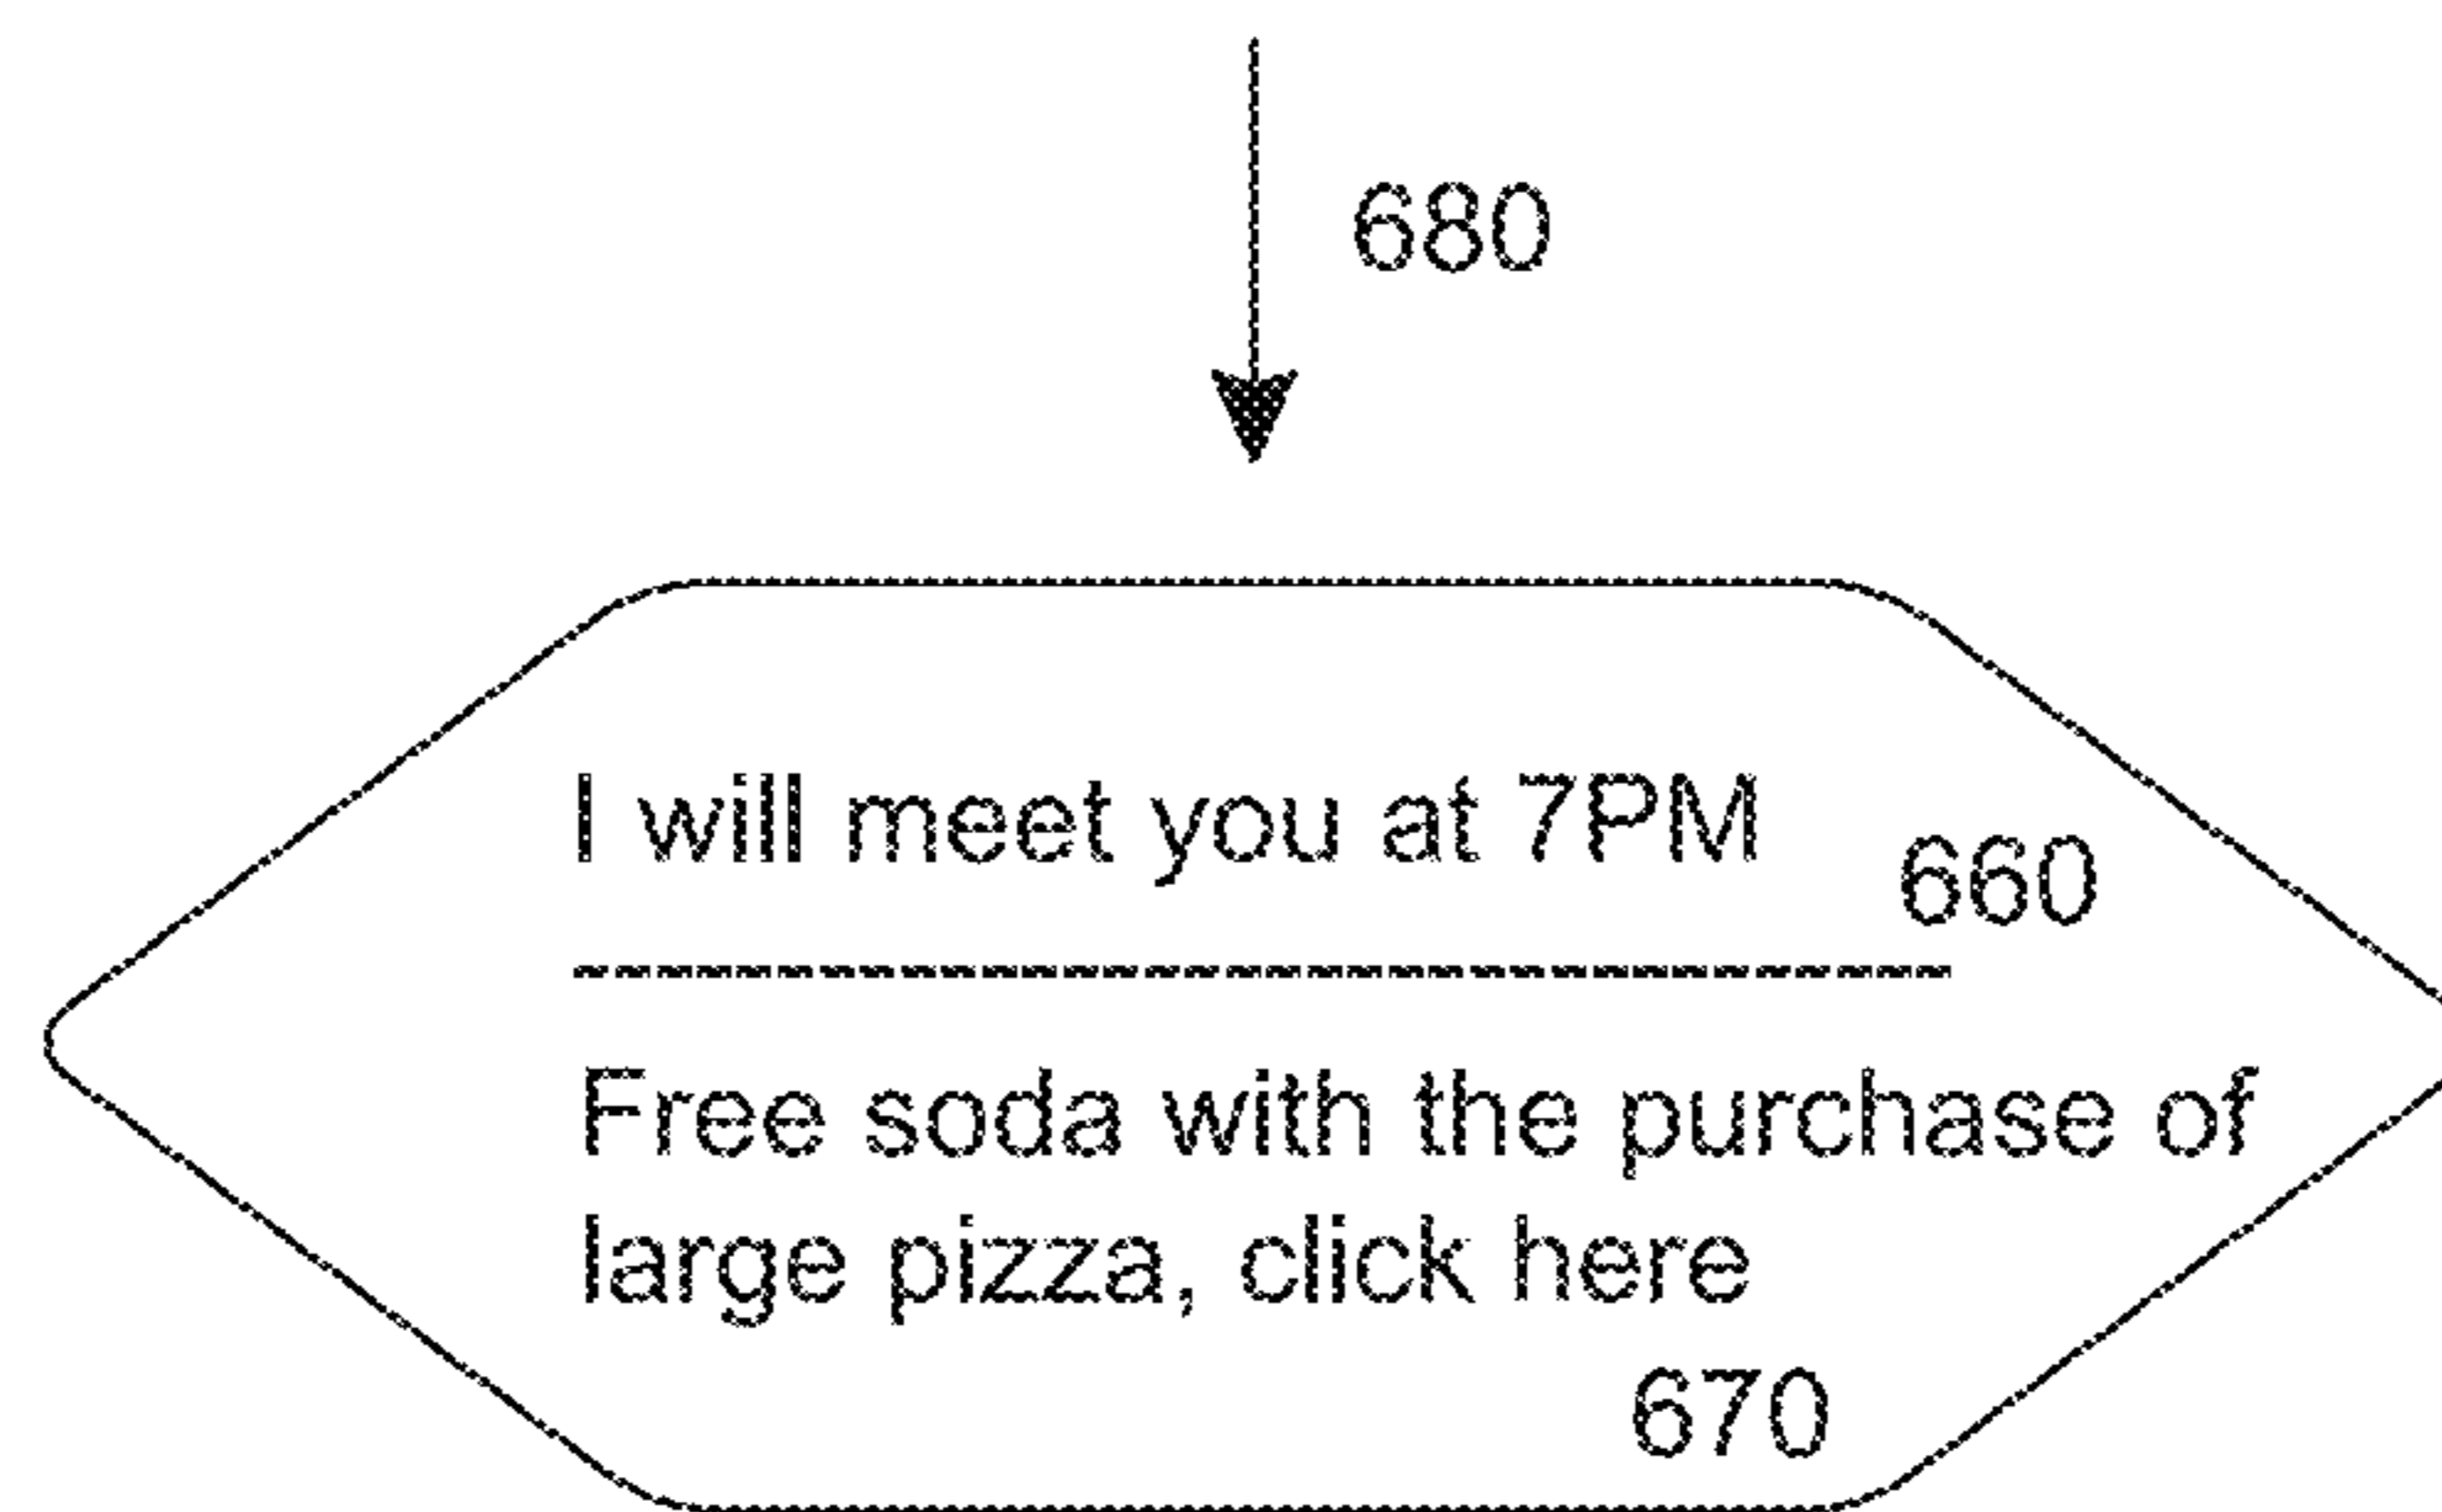 680
I will meet you at 7PM
660
---------------------------------
Free soda with the purchase of
large pizza, click here
670